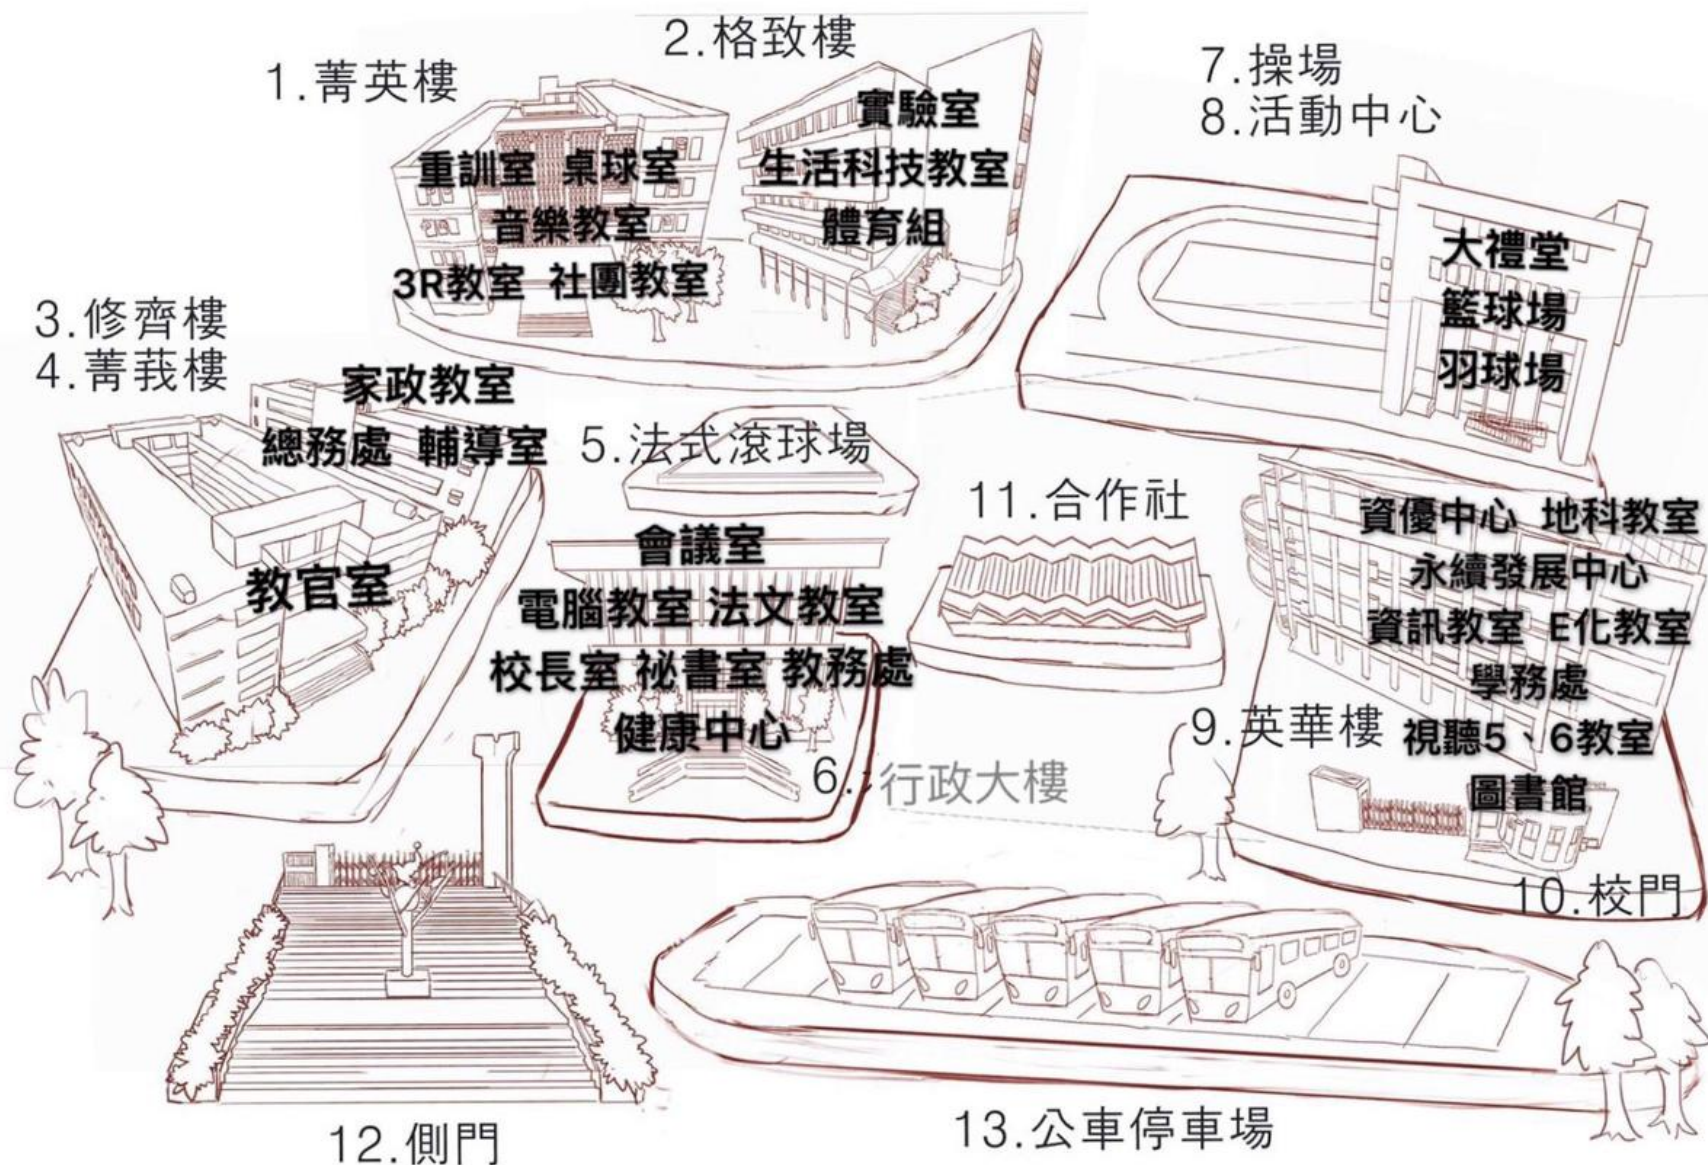 1.菁英樓
重訓室 桌球室
音樂教室
3R教室 社團教室
2.格致樓
實驗室
生活科技教室
體育組
7.操場
8.活動中心
大禮堂
籃球場
羽球場
3.修齊樓
4.菁莪樓
家政教室
總務處 輔導室
教官室
5.法式滾球場
會議室
電腦教室 法文教室
校長室 祕書室 教務處
健康中心
6. 行政大樓
11.合作社
資優中心 地科教室
永續發展中心
資訊教室 E化教室
學務處
視聽5、6教室
圖書館
9.英華樓
10.校門
12.側門
13.公車停車場